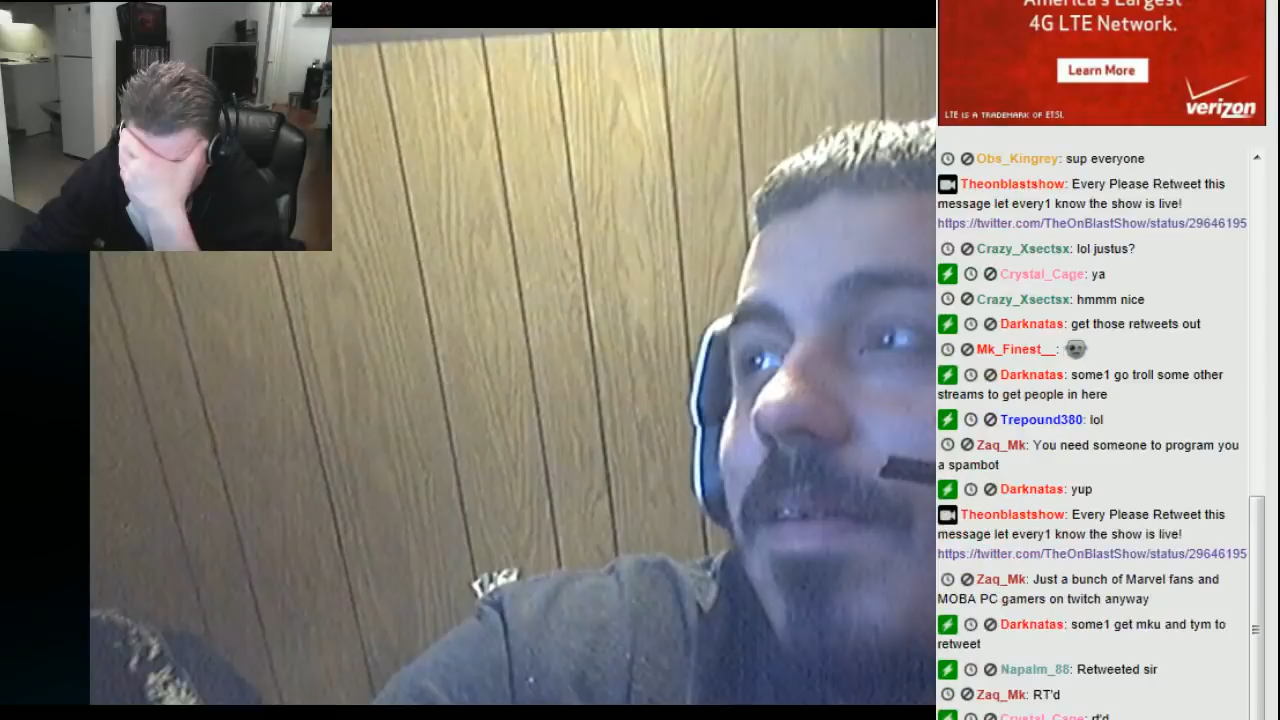 America's Largest
4G LTE Network.
Learn More
verizon
LTE IS A TRADEMARK OF ETSI.
Obs_Kingrey: sup everyone
Theonblastshow: Every Please Retweet this
message let every1 know the show is live!
https://twitter.com/TheOnBlastShow/status/29646195
Crazy_Xsectsx: lol justus?
Crystal_Cage: ya
Crazy_Xsectsx: hmmm nice
Darknatas: get those retweets out
Mk_Finest__:
Darknatas: some1 go troll some other
streams to get people in here
Trepound380: lol
Zaq_Mk: You need someone to program you
a spambot
Darknatas: yup
Theonblastshow: Every Please Retweet this
message let every1 know the show is live!
https://twitter.com/TheOnBlastShow/status/29646195
Zaq_Mk: Just a bunch of Marvel fans and
MOBA PC gamers on twitch anyway
Darknatas: some1 get mku and tym to
retweet
Napalm_88: Retweeted sir
Zaq_Mk: RT'd
Crystal_Cage: r'd